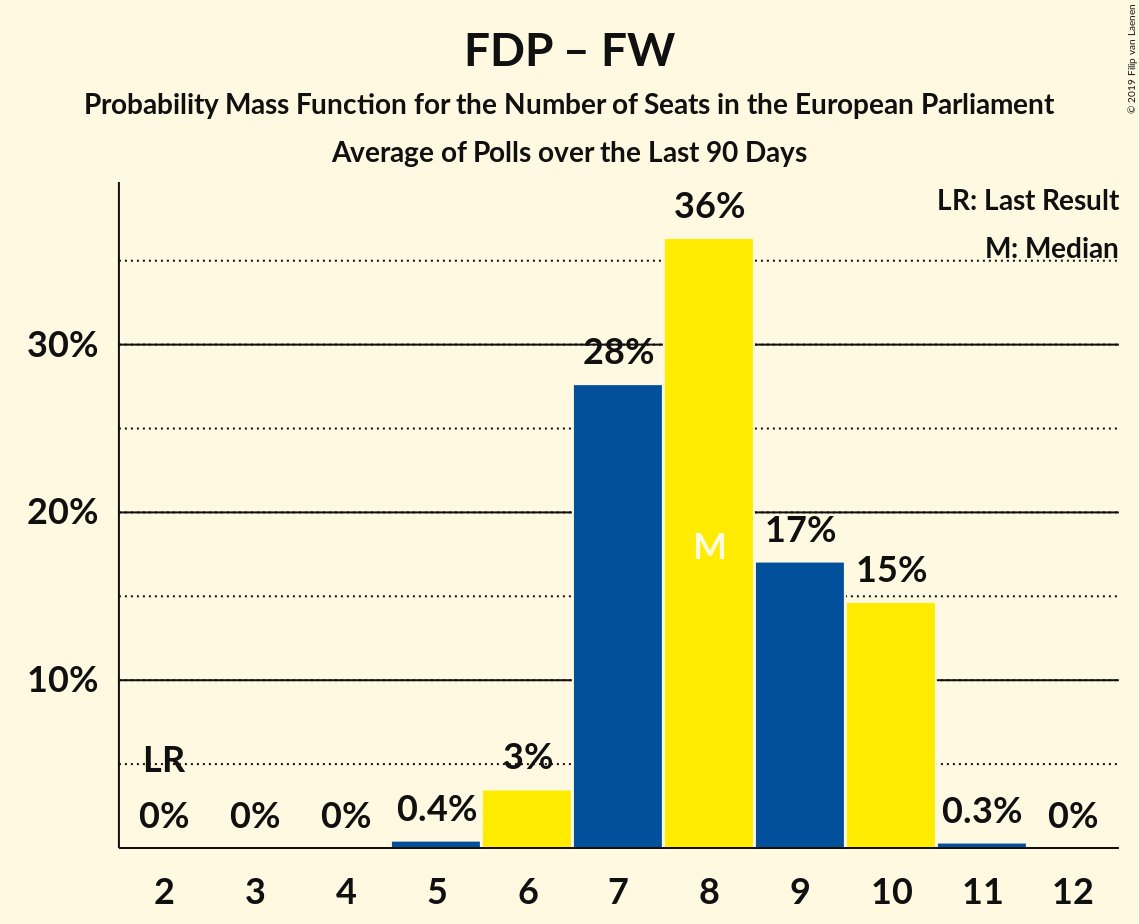 FDP – FW
Probability Mass Function for the Number of Seats in the European Parliament
Average of Polls over the Last 90 Days
© 2019 Filip van Laenen
LR: Last Result
M: Median
36%
30%
28%
20%
17%
M
15%
10%
LR
3%
0% 0% 0% 0.4% 0.3% 0%
2 3 4 5 6 7 8 9 10 11 12